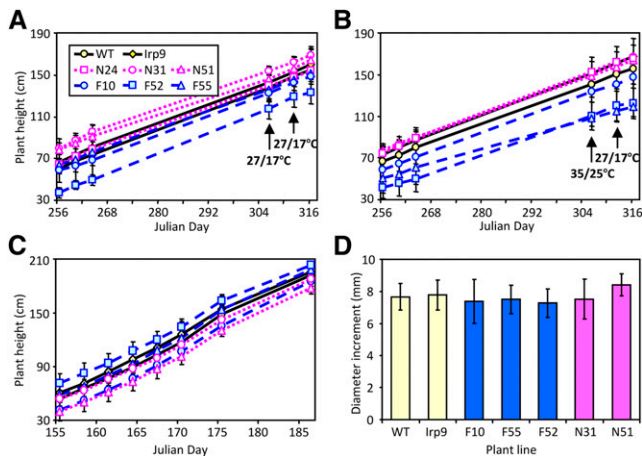 A
190
150
110
70
30
Plant height (cm)
WT Irp9
N24 N31 N51
F10 F52 F55
27/17°C
27/17°C
256 268 280 292 304 316
Julian Day
B
190
150
110
70
30
Plant height (cm)
27/17°C
35/25°C
256 268 280 292 304 316
Julian Day
C
210
150
90
30
Plant height (cm)
155 160 165 170 175 180 185
Julian Day
D
10
8
6
4
2
0
Diameter increment (mm)
WT Irp9 F10 F55 F52 N31 N51
Plant line